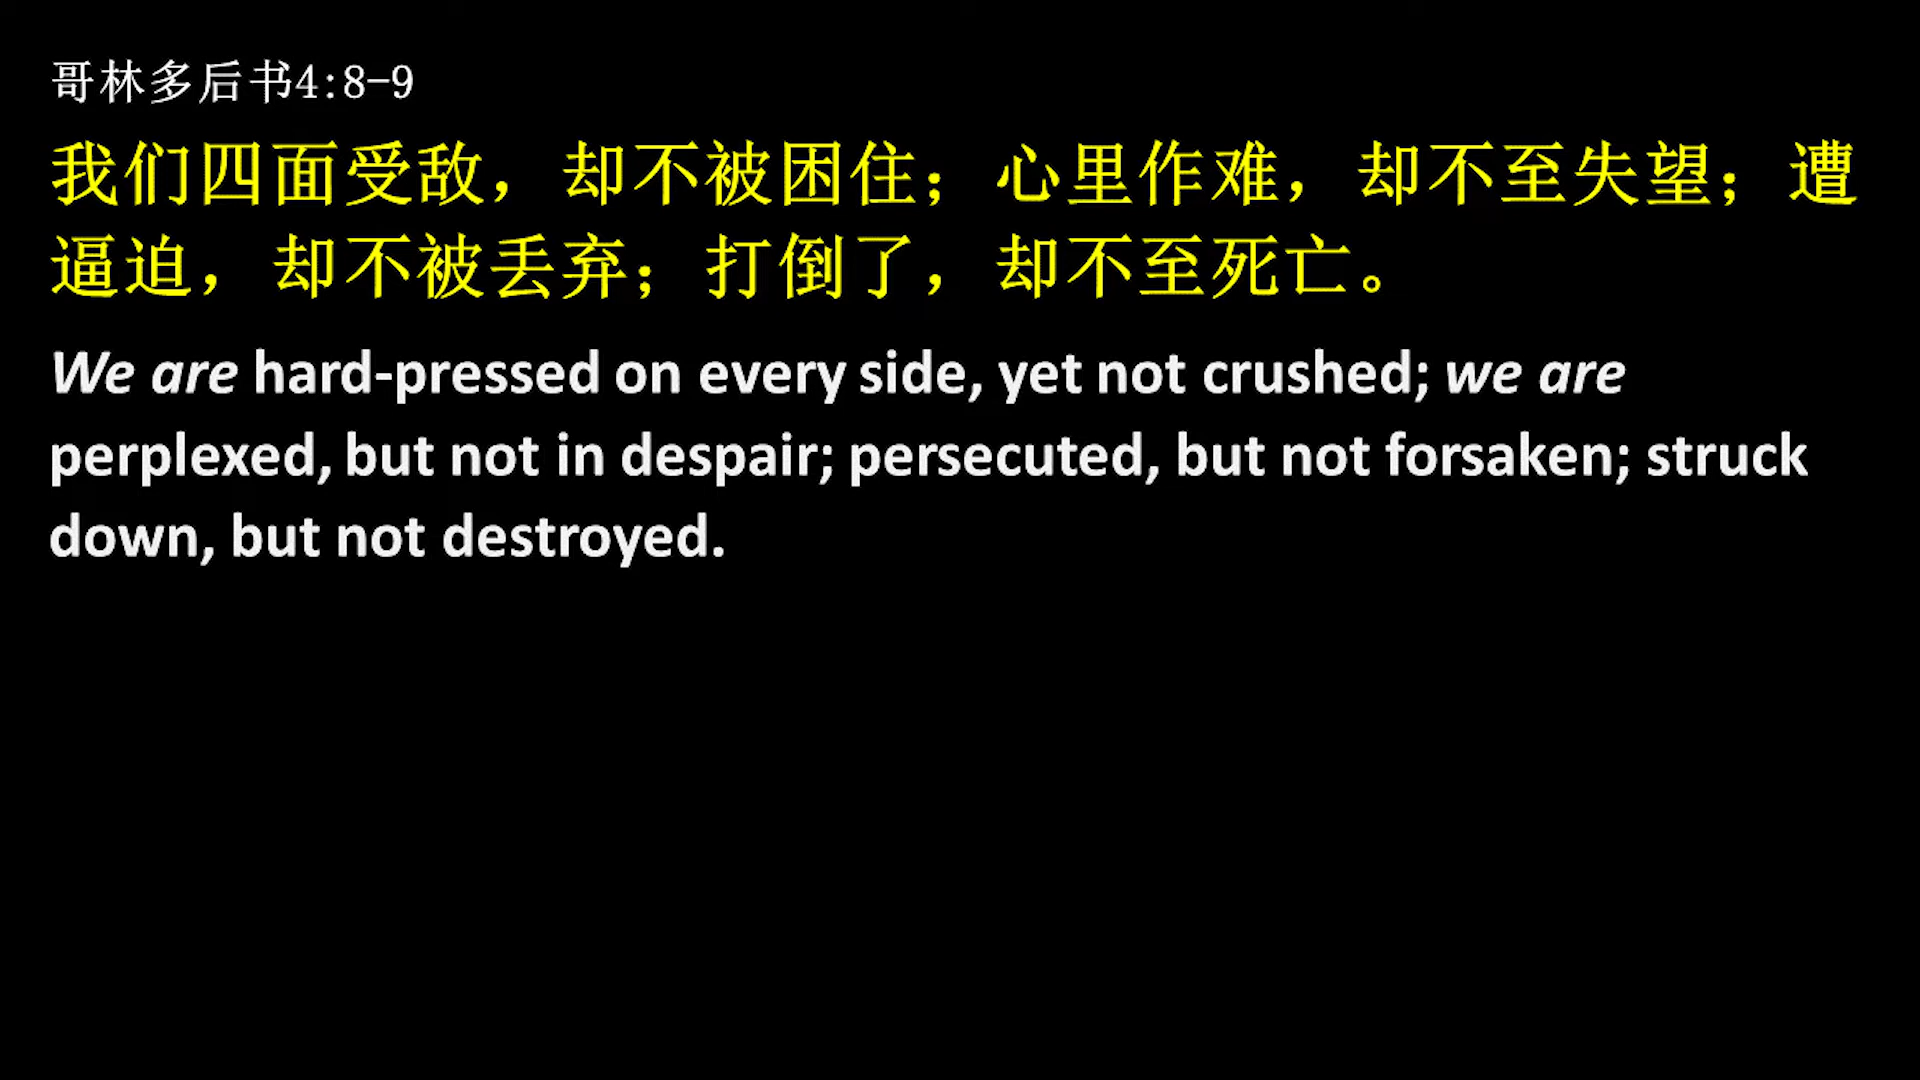 哥林多后书4:8-9
我们四面受敌，却不被困住；心里作难，却不至失望；遭
逼迫，却不被丢弃；打倒了，却不至死亡。
We are hard-pressed on every side, yet not crushed; we are
perplexed, but not in despair; persecuted, but not forsaken; struck
down, but not destroyed.